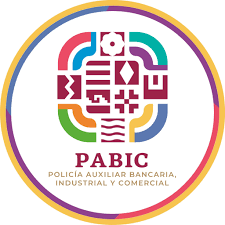 PABIC
POLICÍA AUXILIAR BANCARIA,
INDUSTRIAL Y COMERCIAL